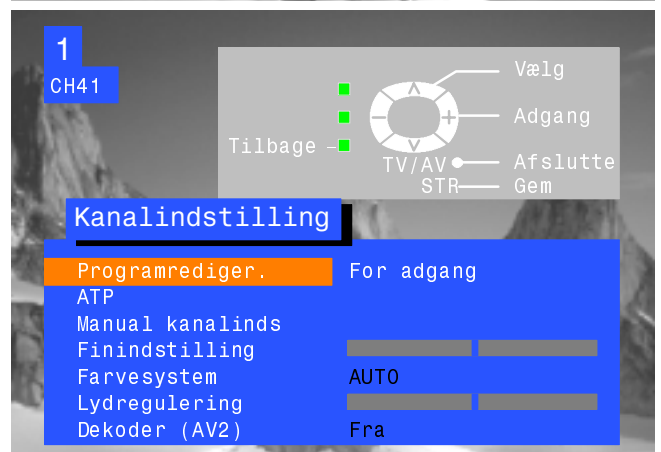 1
CH41
Vælg
Adgang
Tilbage
TV/AV Afslutte
STR Gem
Kanalindstilling
Programrediger. For adgang
ATP
Manual kanalinds
Finindstilling
Farvesystem AUTO
Lydregulering
Dekoder (AV2) Fra